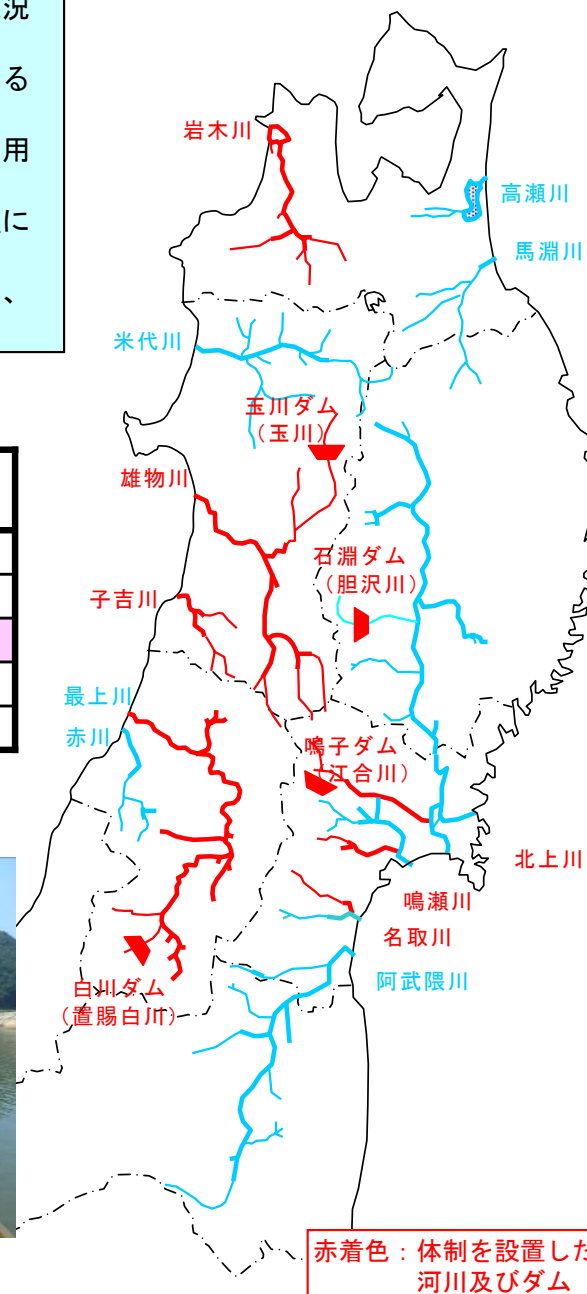 況
る
用
に
、
岩木川
高瀬川
馬淵川
米代川
玉川ダム
（玉川）
雄物川
石淵ダム
（胆沢川）
子吉川
最上川
赤川
鳴子ダム
（江合川）
北上川
鳴瀬川
名取川
阿武隈川
白川ダム
（置賜白川）
赤着色：体制を設置した
河川及びダム